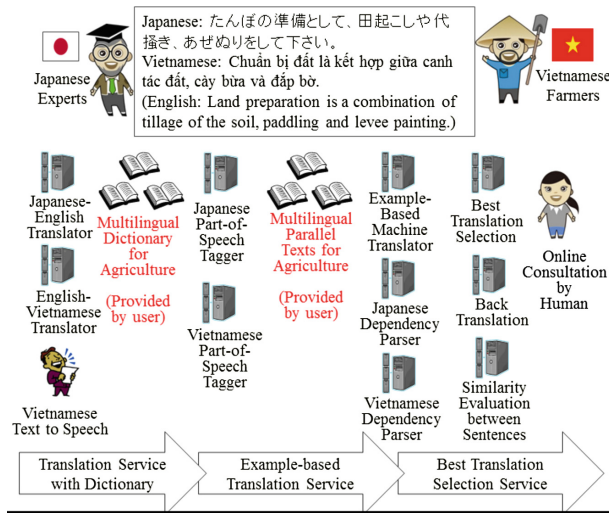 Japanese: たんぼの準備として、田起こしや代
掻き、あぜぬりをして下さい。
Vietnamese: Chuẩn bị đất là kết hợp giữa canh
tác đất, cày bừa và đắp bờ.
(English: Land preparation is a combination of
tillage of the soil, paddling and levee painting.)
Japanese
Experts
Vietnamese
Farmers
Japanese-
English
Translator
English-
Vietnamese
Translator
Vietnamese
Text to Speech
Multilingual
Dictionary
for
Agriculture
(Provided
by user)
Japanese
Part-of-
Speech
Tagger
Vietnamese
Part-of-
Speech
Tagger
Multilingual
Parallel
Texts for
Agriculture
(Provided
by user)
Example-
Based
Machine
Translator
Japanese
Dependency
Parser
Vietnamese
Dependency
Parser
Best
Translation
Selection
Back
Translation
Similarity
Evaluation
between
Sentences
Online
Consultation
by
Human
Translation Service
with Dictionary
Example-based
Translation Service
Best Translation
Selection Service